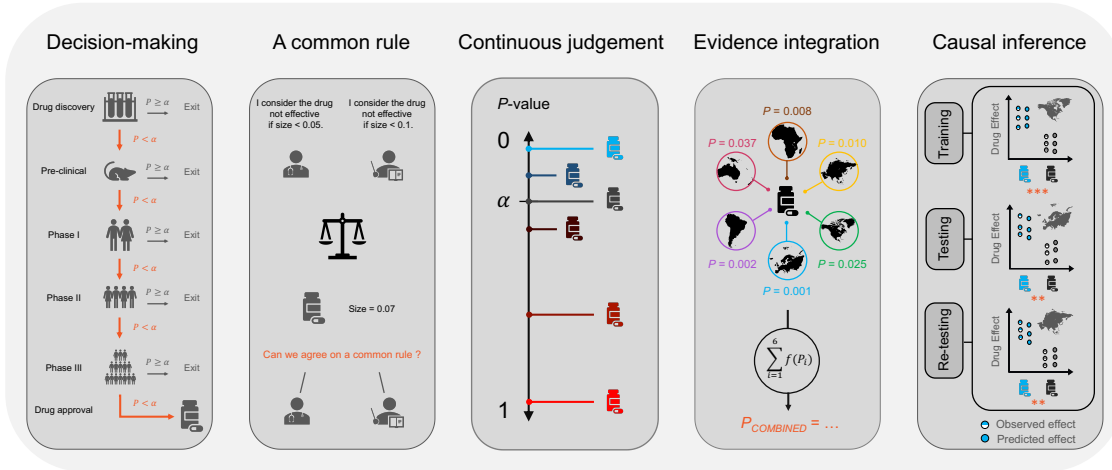 Decision-making
Drug discovery
P ≥ α
Exit
P < α
Pre-clinical
P ≥ α
Exit
P < α
Phase I
P ≥ α
Exit
P < α
Phase II
P ≥ α
Exit
P < α
Phase III
P ≥ α
Exit
P < α
Drug approval
A common rule
I consider the drug
not effective
if size < 0.05.
I consider the drug
not effective
if size < 0.1.
Size = 0.07
Can we agree on a common rule ?
Continuous judgement
P-value
0
α
1
Evidence integration
P = 0.008
P = 0.037
P = 0.010
P = 0.002
P = 0.025
P = 0.001
6
∑ f(Pi)
i=1
PCOMBINED = ...
Causal inference
Training
Drug Effect
***
Testing
Drug Effect
**
Re-testing
Drug Effect
**
Observed effect
Predicted effect